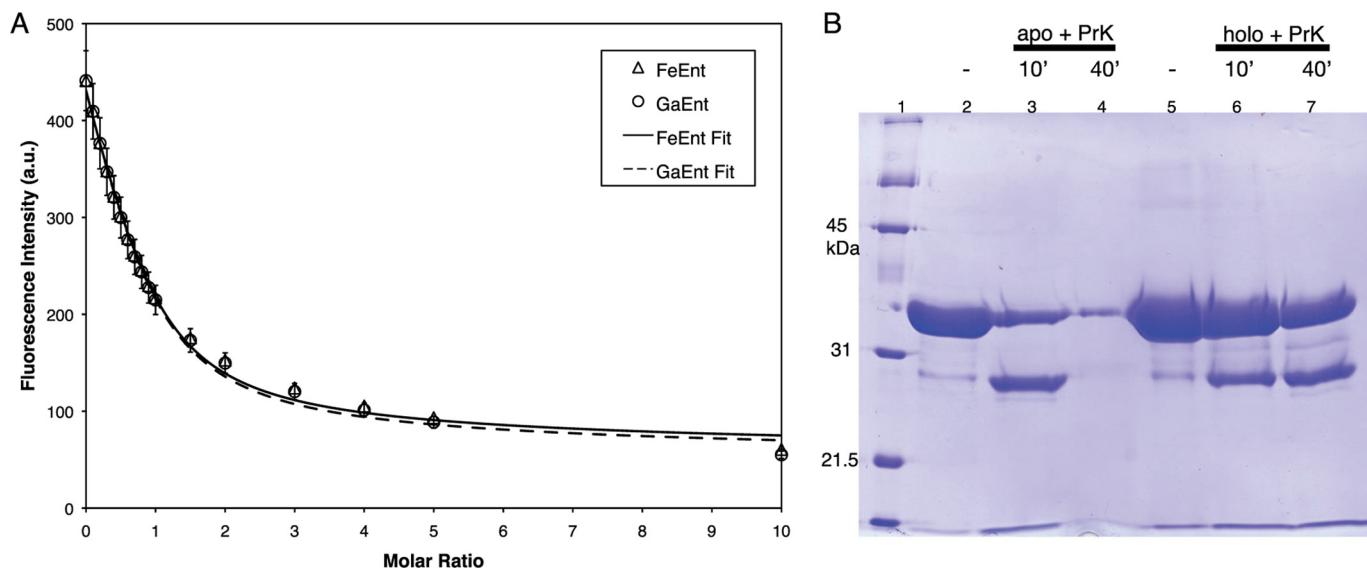 A
Fluorescence Intensity (a.u.)
500
400
300
200
100
0
0 1 2 3 4 5 6 7 8 9 10
Molar Ratio
FeEnt
GaEnt
FeEnt Fit
GaEnt Fit
B
apo + PrK holo + PrK
- 10’ 40’ - 10’ 40’
1 2 3 4 5 6 7
45
kDa
31
21.5